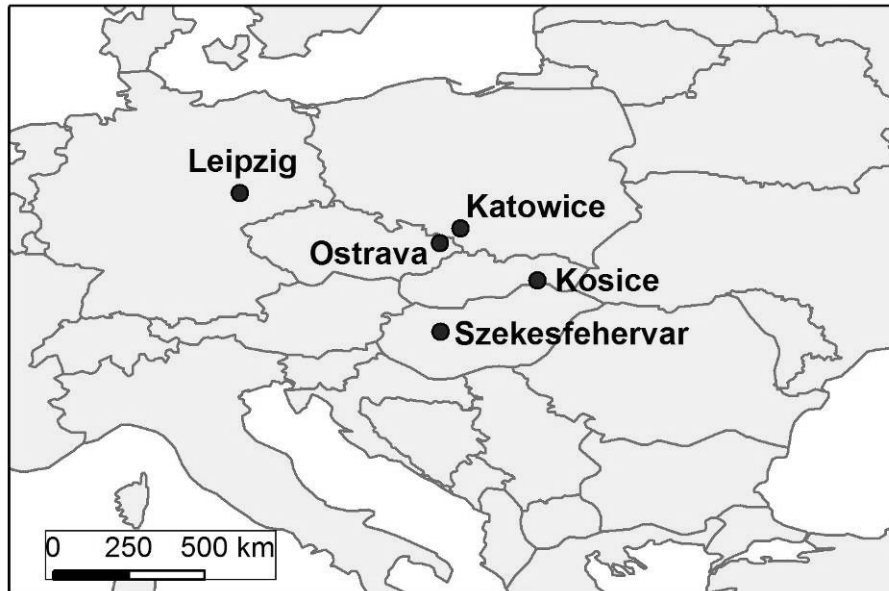 Leipzig
Katowice
Ostrava
Kosice
Szekesfehervar
0 250 500 km